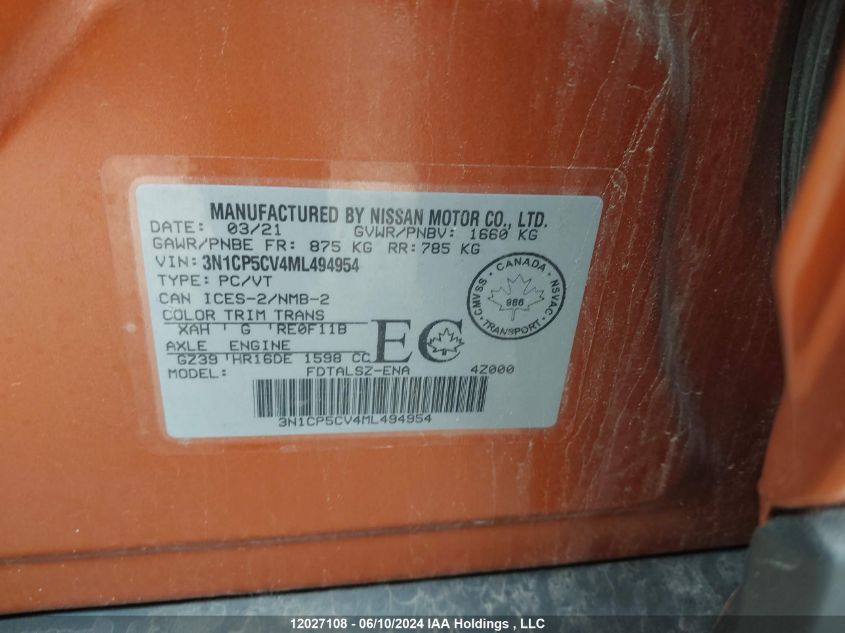 MANUFACTURED BY NISSAN MOTOR CO., LTD.
DATE: 03/21 GVWR/PNBV: 1660 KG
GAWR/PNBE FR: 875 KG RR: 785 KG
VIN: 3N1CP5CV4ML494954
TYPE: PC/VT
CAN ICES-2/NMB-2
COLOR TRIM TRANS
XAH ' G 'RE0F11B
AXLE ENGINE
GZ39 'HR16DE 1598 CC
EC
CANADA
CMVSS · NSVAC
986
TRANSPORT
MODEL: FDTALSZ-ENA 4Z000
3N1CP5CV4ML494954
12027108 - 06/10/2024 IAA Holdings , LLC